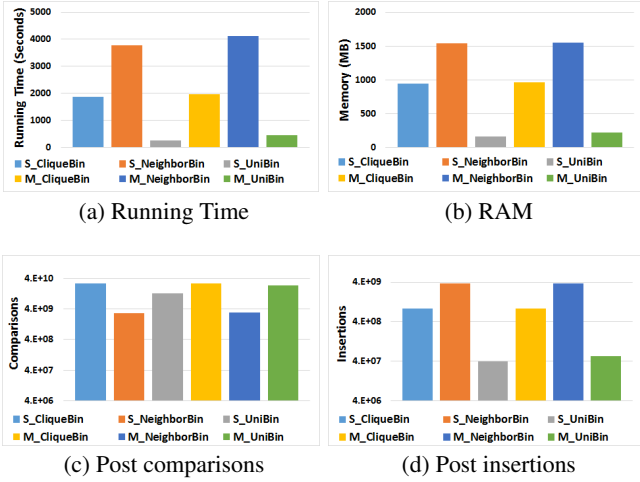 Running Time (Seconds)
5000
4000
3000
2000
1000
0
S_CliqueBin S_NeighborBin S_UniBin
M_CliqueBin M_NeighborBin M_UniBin
(a) Running Time
Memory (MB)
2000
1500
1000
500
0
S_CliqueBin S_NeighborBin S_UniBin
M_CliqueBin M_NeighborBin M_UniBin
(b) RAM
Comparisons
4.E+10
4.E+09
4.E+08
4.E+07
4.E+06
S_CliqueBin S_NeighborBin S_UniBin
M_CliqueBin M_NeighborBin M_UniBin
(c) Post comparisons
Insertions
4.E+09
4.E+08
4.E+07
4.E+06
S_CliqueBin S_NeighborBin S_UniBin
M_CliqueBin M_NeighborBin M_UniBin
(d) Post insertions